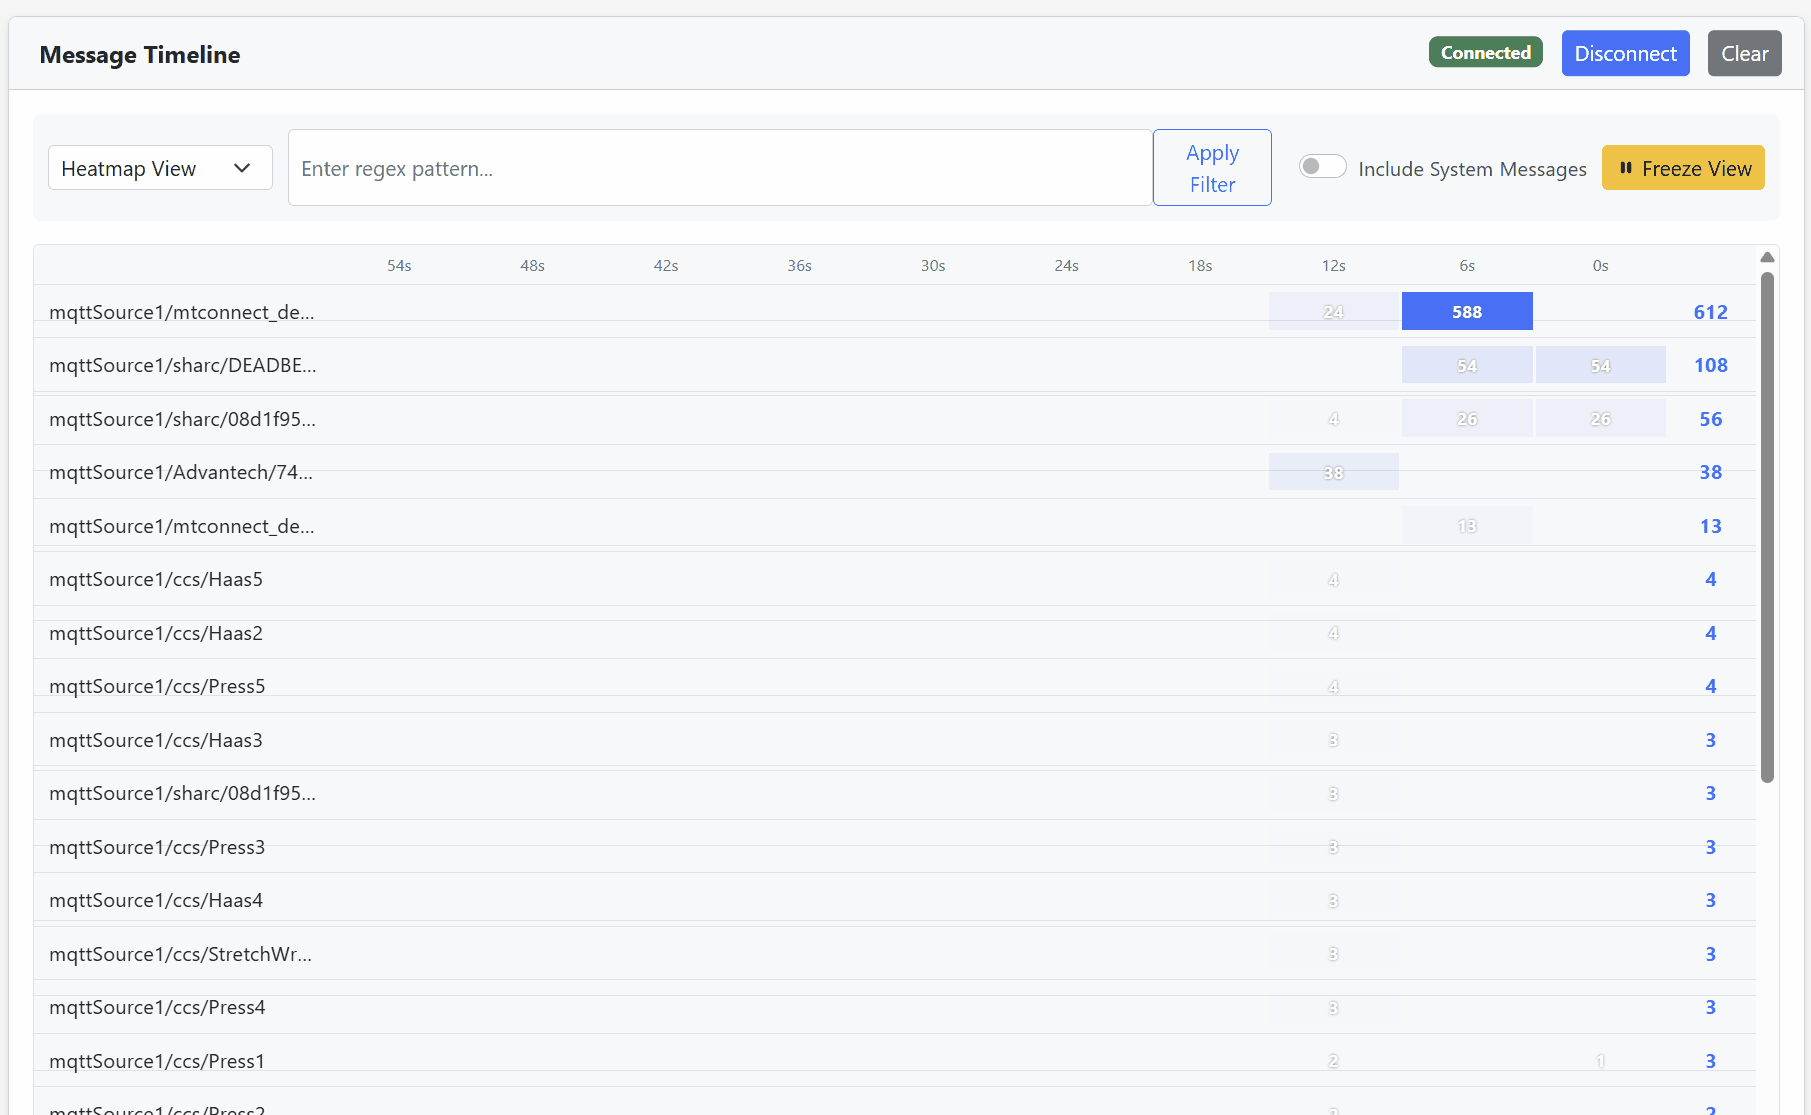 Message Timeline
Connected
Disconnect
Clear
Heatmap View
Enter regex pattern...
Apply
Filter
Include System Messages
Freeze View
54s 48s 42s 36s 30s 24s 18s 12s 6s 0s
mqttSource1/mtconnect_de... 24 588 612
mqttSource1/sharc/DEADBE... 54 54 108
mqttSource1/sharc/08d1f95... 4 26 26 56
mqttSource1/Advantech/74... 38 38
mqttSource1/mtconnect_de... 13 13
mqttSource1/ccs/Haas5 4 4
mqttSource1/ccs/Haas2 4 4
mqttSource1/ccs/Press5 4 4
mqttSource1/ccs/Haas3 3 3
mqttSource1/sharc/08d1f95... 3 3
mqttSource1/ccs/Press3 3 3
mqttSource1/ccs/Haas4 3 3
mqttSource1/ccs/StretchWr... 3 3
mqttSource1/ccs/Press4 3 3
mqttSource1/ccs/Press1 2 1 3
mqttSource1/ccs/Press2 2 2